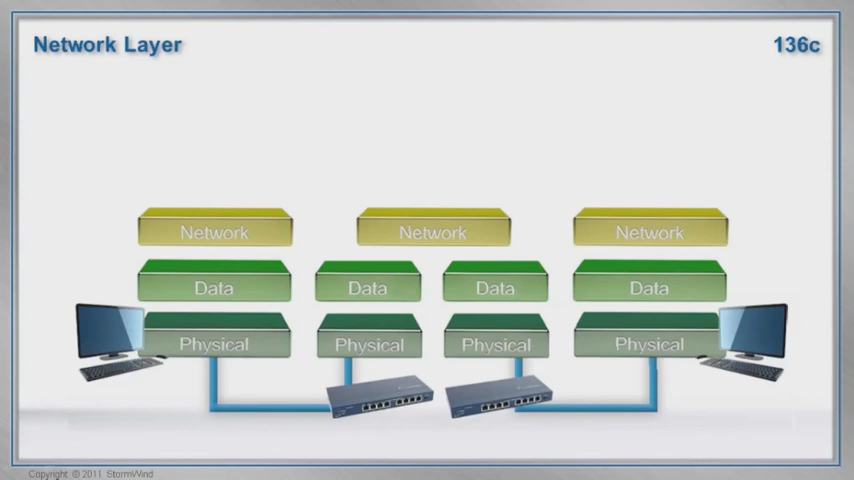 Network Layer
136c
Network Network Network
Data Data Data Data
Physical Physical Physical Physical
Copyright © 2011 StormWind